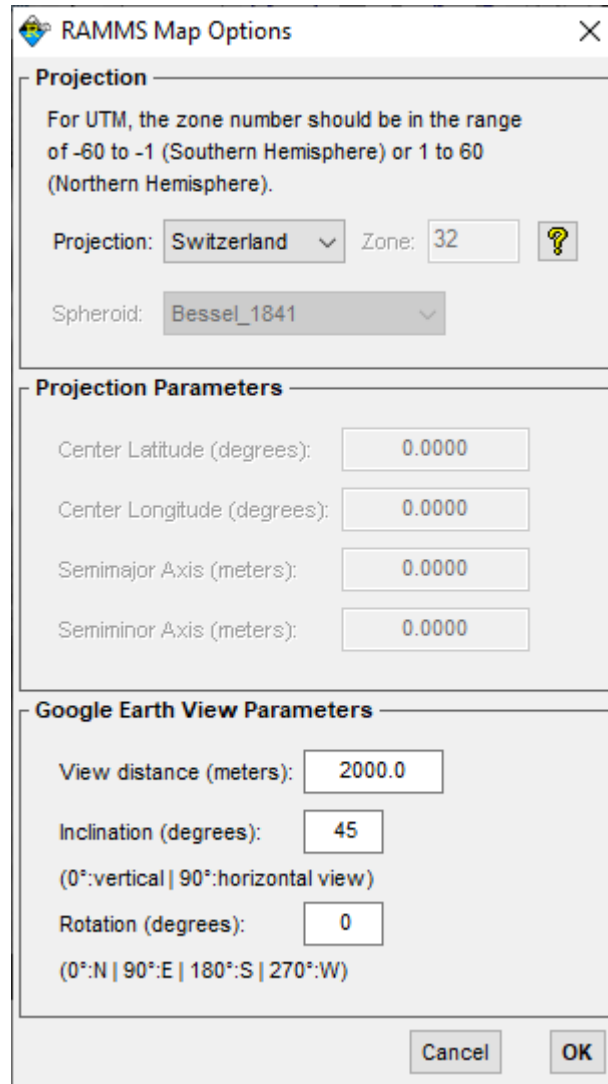 RAMMS Map Options
Projection
For UTM, the zone number should be in the range
of -60 to -1 (Southern Hemisphere) or 1 to 60
(Northern Hemisphere).
Projection: Switzerland Zone: 32 ?
Spheroid: Bessel_1841
Projection Parameters
Center Latitude (degrees): 0.0000
Center Longitude (degrees): 0.0000
Semimajor Axis (meters): 0.0000
Semiminor Axis (meters): 0.0000
Google Earth View Parameters
View distance (meters): 2000.0
Inclination (degrees): 45
(0°:vertical | 90°:horizontal view)
Rotation (degrees): 0
(0°:N | 90°:E | 180°:S | 270°:W)
Cancel OK